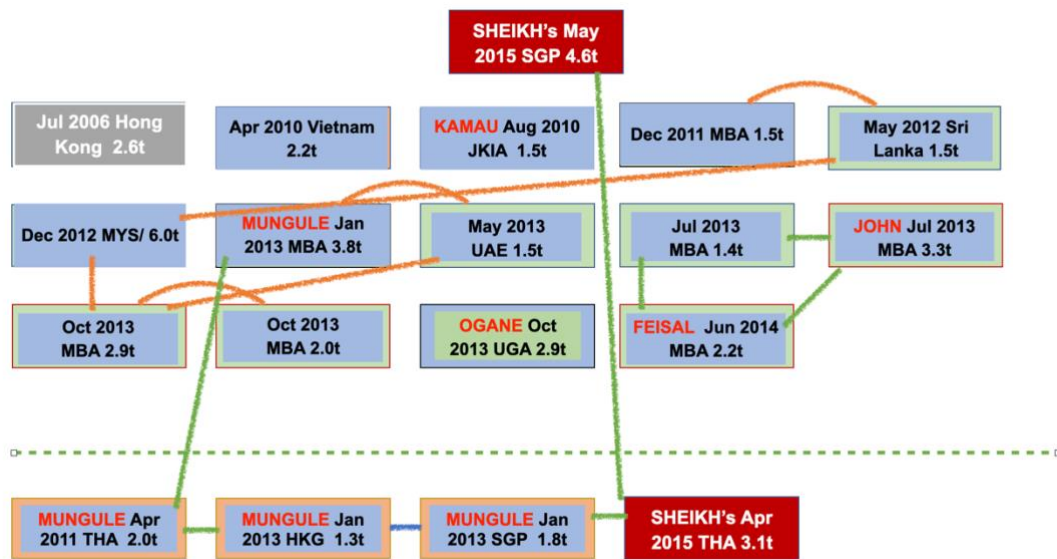 SHEIKH's May
2015 SGP 4.6t
Jul 2006 Hong
Kong 2.6t
Apr 2010 Vietnam
2.2t
KAMAU Aug 2010
JKIA 1.5t
Dec 2011 MBA 1.5t
May 2012 Sri
Lanka 1.5t
Dec 2012 MYS/ 6.0t
MUNGULE Jan
2013 MBA 3.8t
May 2013
UAE 1.5t
Jul 2013
MBA 1.4t
JOHN Jul 2013
MBA 3.3t
Oct 2013
MBA 2.9t
Oct 2013
MBA 2.0t
OGANE Oct
2013 UGA 2.9t
FEISAL Jun 2014
MBA 2.2t
MUNGULE Apr
2011 THA 2.0t
MUNGULE Jan
2013 HKG 1.3t
MUNGULE Jan
2013 SGP 1.8t
SHEIKH's Apr
2015 THA 3.1t